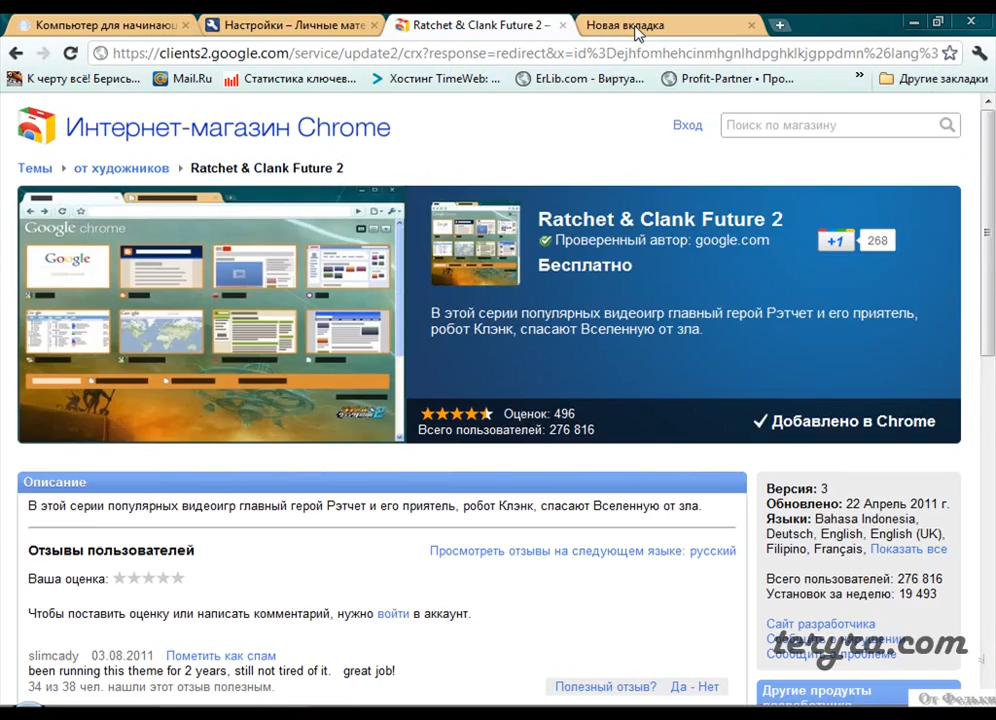 Компьютер для начинающ
Настройки – Личные мате
Ratchet & Clank Future 2 –
Новая вкладка
https://clients2.google.com/service/update2/crx?response=redirect&x=id%3Dejhfomhehcinmhgnlhdpghklkjgppdmn%26lang%3
К черту всё! Берись...
Mail.Ru
Статистика ключев...
Хостинг TimeWeb: ...
ErLib.com - Виртуа...
Profit-Partner • Про...
»
Другие закладки
Интернет-магазин Chrome
Вход
Поиск по магазину
Темы
от художников
Ratchet & Clank Future 2
Google chrome
Google
Ratchet & Clank Future 2
Проверенный автор: google.com
+1
268
Бесплатно
В этой серии популярных видеоигр главный герой Рэтчет и его приятель,
робот Клэнк, спасают Вселенную от зла.
Оценок: 496
Всего пользователей: 276 816
Добавлено в Chrome
Описание
В этой серии популярных видеоигр главный герой Рэтчет и его приятель, робот Клэнк, спасают Вселенную от зла.
Отзывы пользователей
Просмотреть отзывы на следующем языке: русский
Ваша оценка:
Чтобы поставить оценку или написать комментарий, нужно войти в аккаунт.
slimcady 03.08.2011 Пометить как спам
been running this theme for 2 years, still not tired of it. great job!
34 из 38 чел. нашли этот отзыв полезным.
Полезный отзыв? Да - Нет
Версия: 3
Обновлено: 22 Апрель 2011 г.
Языки: Bahasa Indonesia,
Deutsch, English, English (UK),
Filipino, Français, Показать все
Всего пользователей: 276 816
Установок за неделю: 19 493
Сайт разработчика
Сообщить о нарушении
Сообщить о проблеме
teryra.com
Другие продукты
разработчика
От Фельки